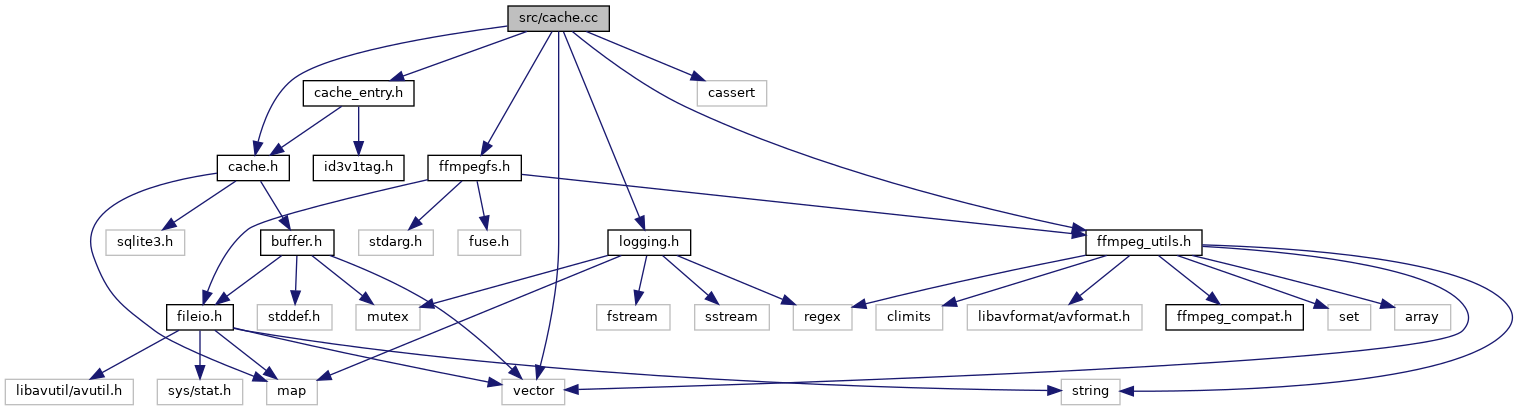 src/cache.cc
cache_entry.h
cassert
cache.h
id3v1tag.h
ffmpegfs.h
sqlite3.h
buffer.h
stdarg.h
fuse.h
logging.h
ffmpeg_utils.h
fileio.h
stddef.h
mutex
fstream
sstream
regex
climits
libavformat/avformat.h
ffmpeg_compat.h
set
array
libavutil/avutil.h
sys/stat.h
map
vector
string